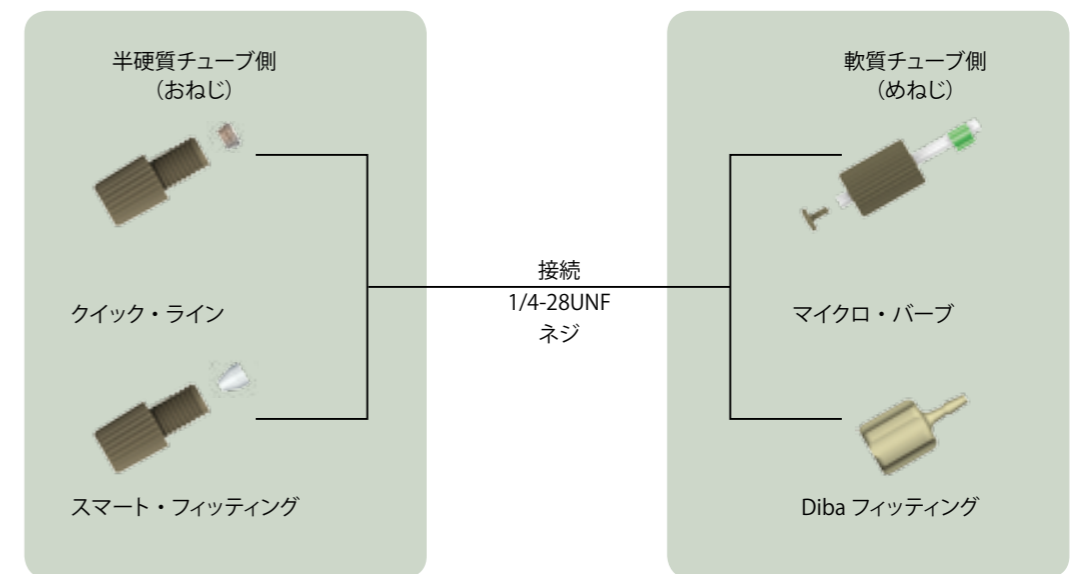 半硬質チューブ側
（おねじ）
クイック・ライン
スマート・フィッティング
接続
1/4-28UNF
ネジ
軟質チューブ側
（めねじ）
マイクロ・バーブ
Diba フィッティング